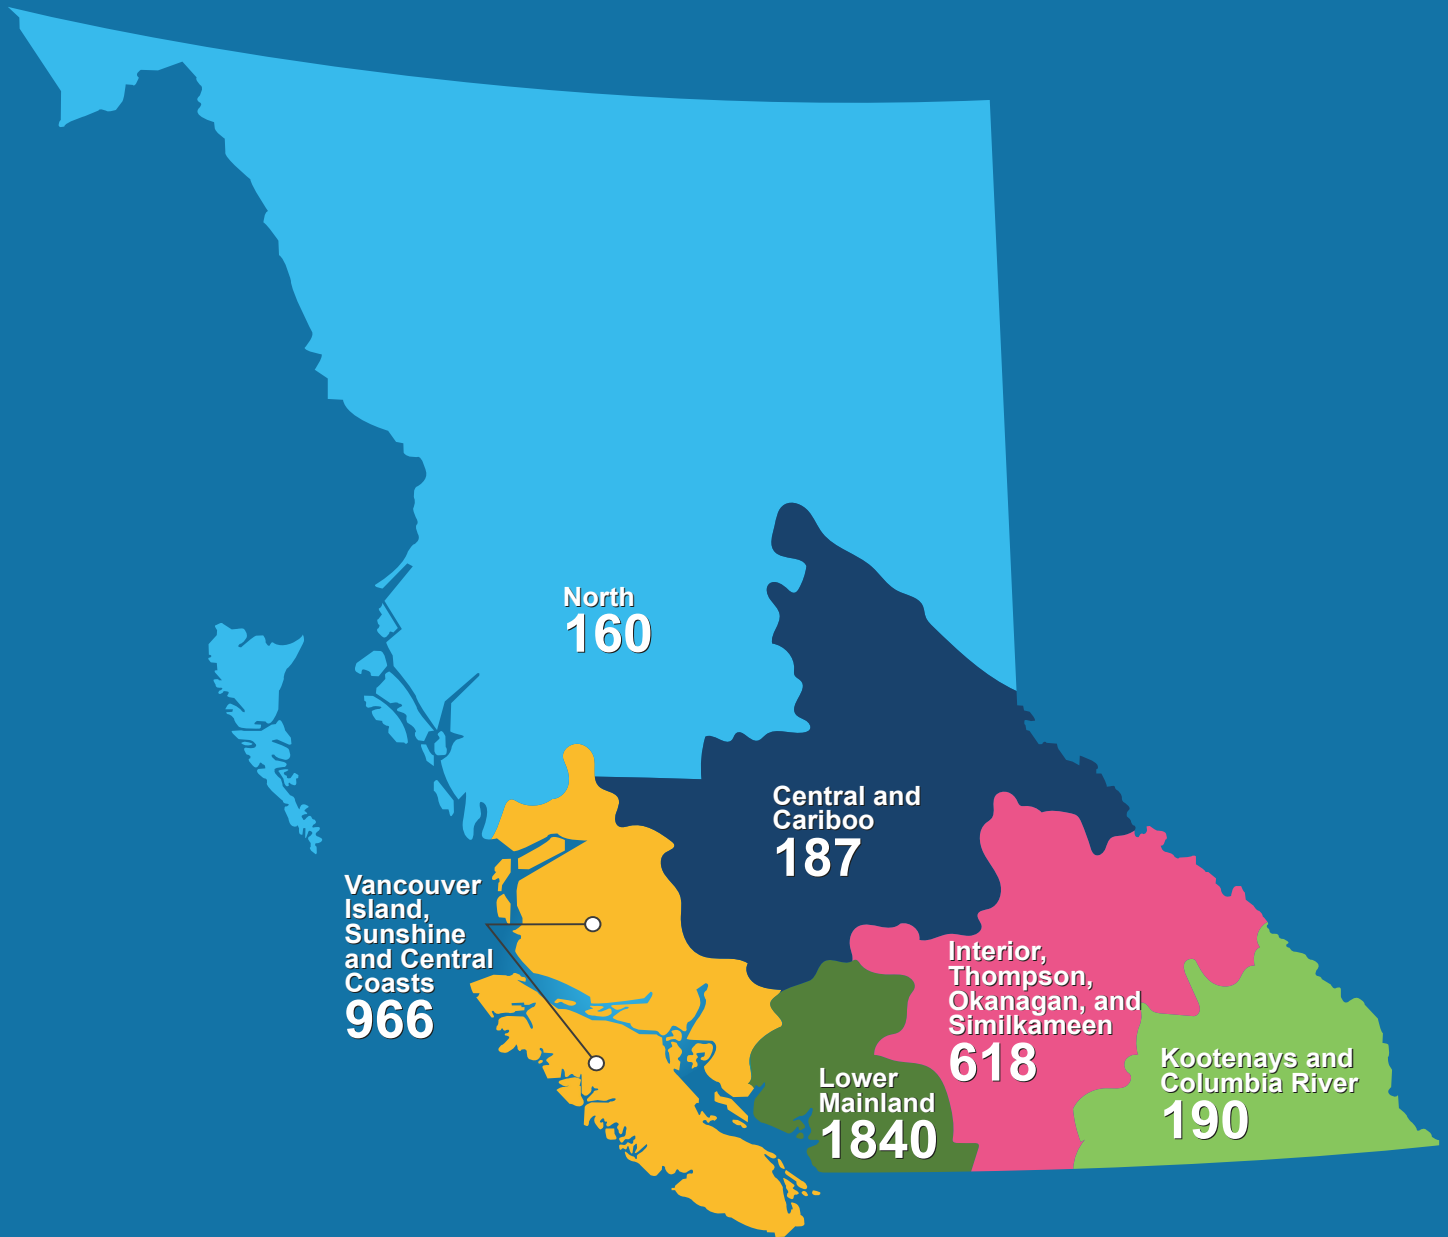 North
160
Central and
Cariboo
187
Vancouver
Island,
Sunshine
and Central
Coasts
966
Interior,
Thompson,
Okanagan, and
Similkameen
618
Lower
Mainland
1840
Kootenays and
Columbia River
190